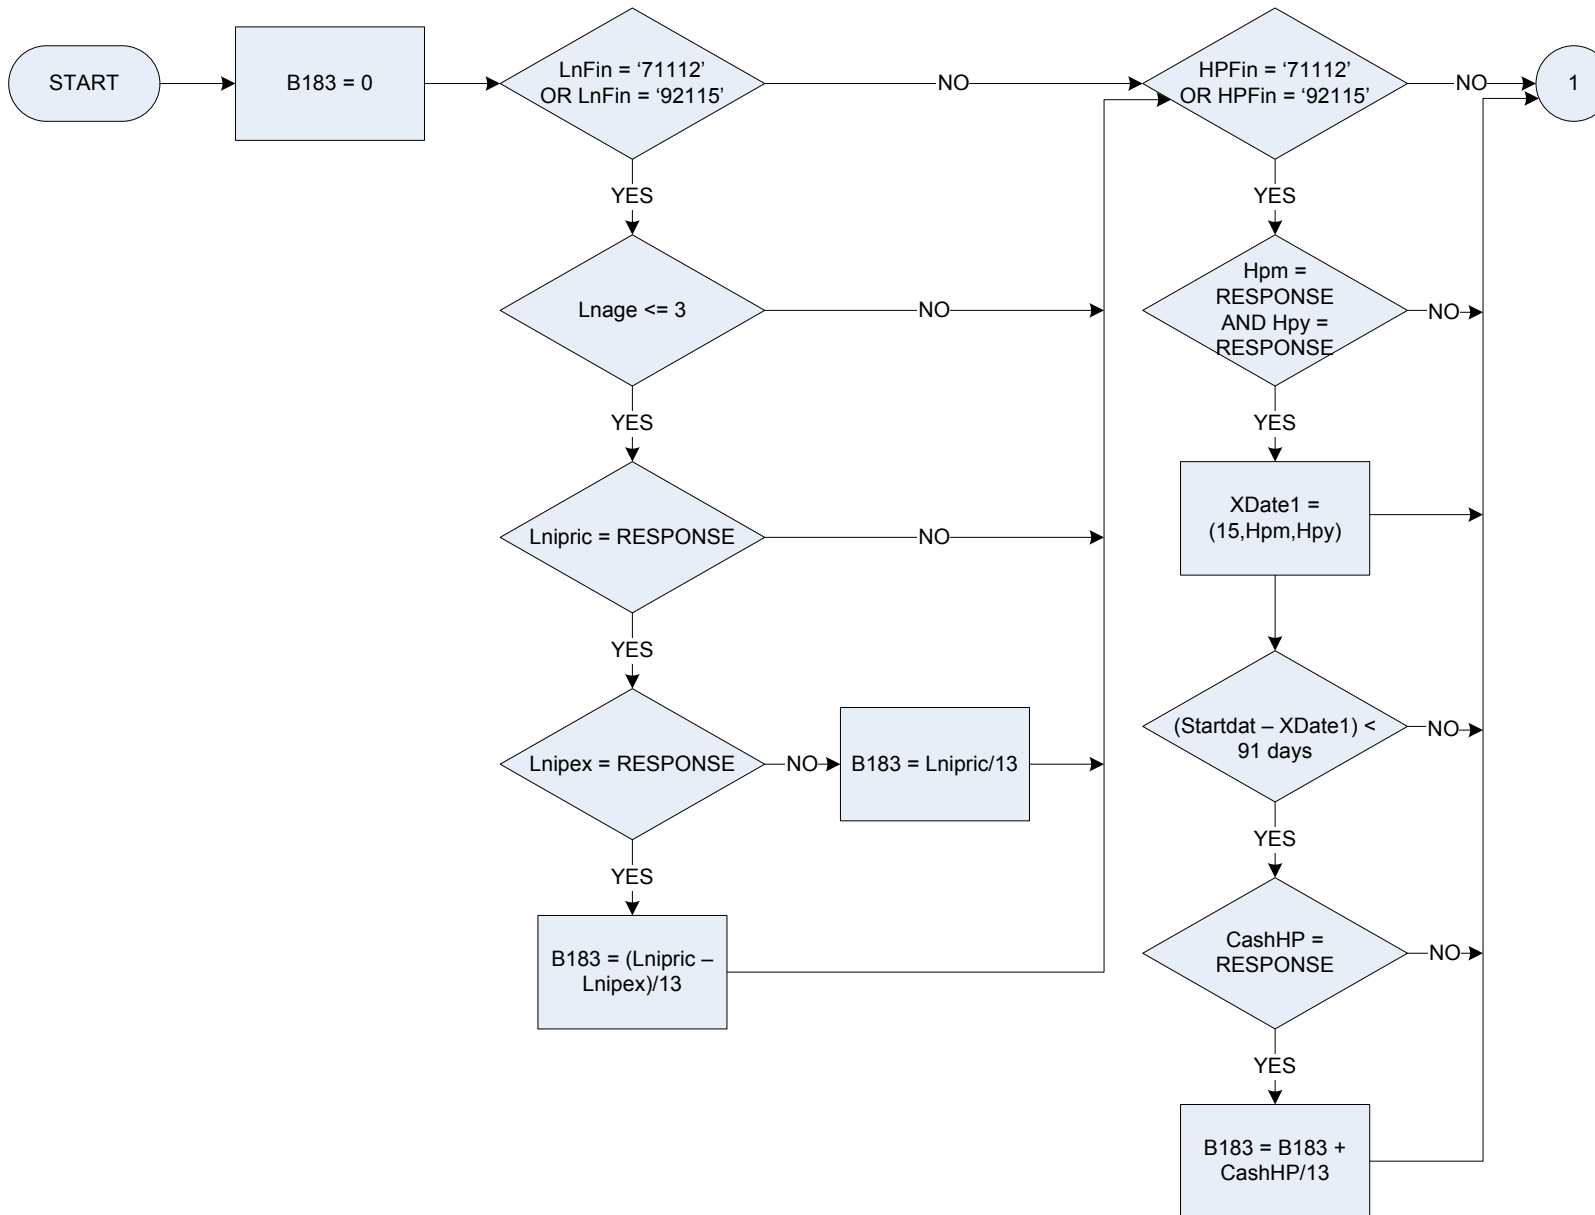 START
B183 = 0
LnFin = ‘71112’
OR LnFin = ‘92115’
NO
HPFin = ‘71112’
OR HPFin = ‘92115’
NO
1
YES
YES
Lnage <= 3
NO
Hpm =
RESPONSE
AND Hpy =
RESPONSE
NO
YES
YES
Lnipric = RESPONSE
NO
XDate1 =
(15,Hpm,Hpy)
YES
Lnipex = RESPONSE
NO
B183 = Lnipric/13
(Startdat – XDate1) <
91 days
NO
YES
YES
B183 = (Lnipric –
Lnipex)/13
CashHP =
RESPONSE
NO
YES
B183 = B183 +
CashHP/13